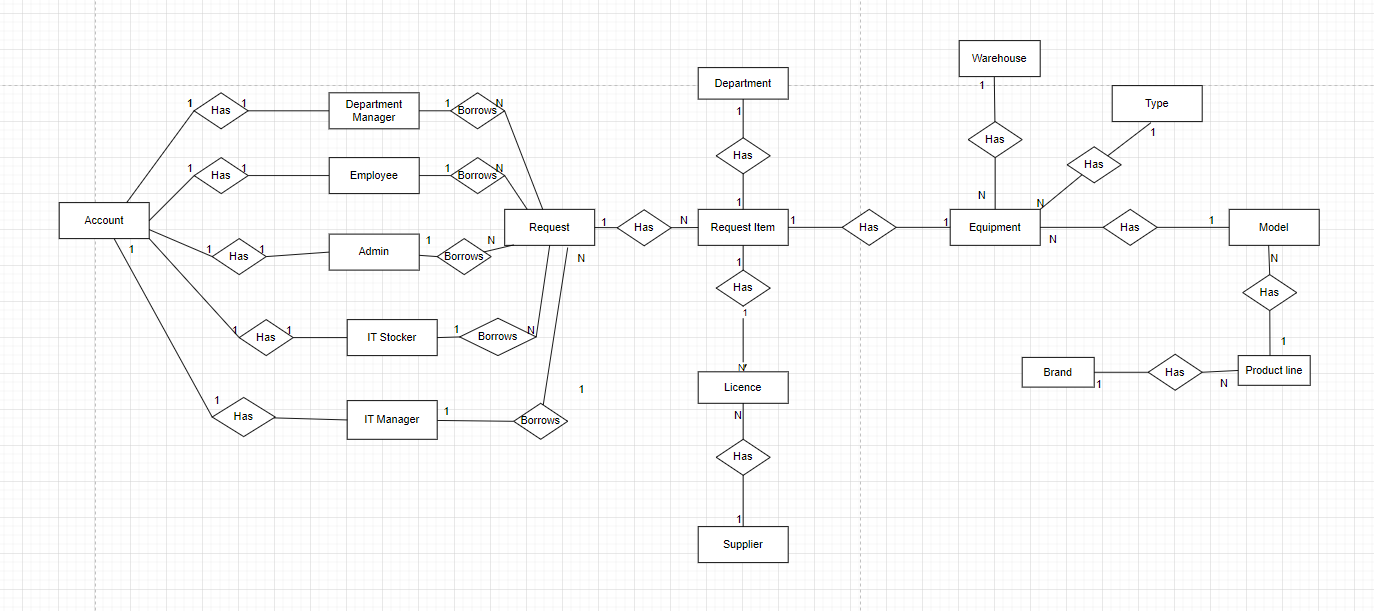 Warehouse
1
Department
1
Type
1
1
Has
1
Department
Manager
1
Borrows
N
Has
Has
Has
1
Has
1
Employee
1
Borrows
N
N
N
1
Account
1
Request
1
Has
N
Request Item
1
Has
1
Equipment
N
Has
1
Model
1
1
Has
1
Admin
1
Borrows
N
N
1
Has
1
N
Has
1
Has
1
IT Stocker
1
Borrows
N
1
N
Licence
N
1
Product line
N
Has
1
Brand
1
Has
IT Manager
1
Borrows
1
Has
1
Supplier